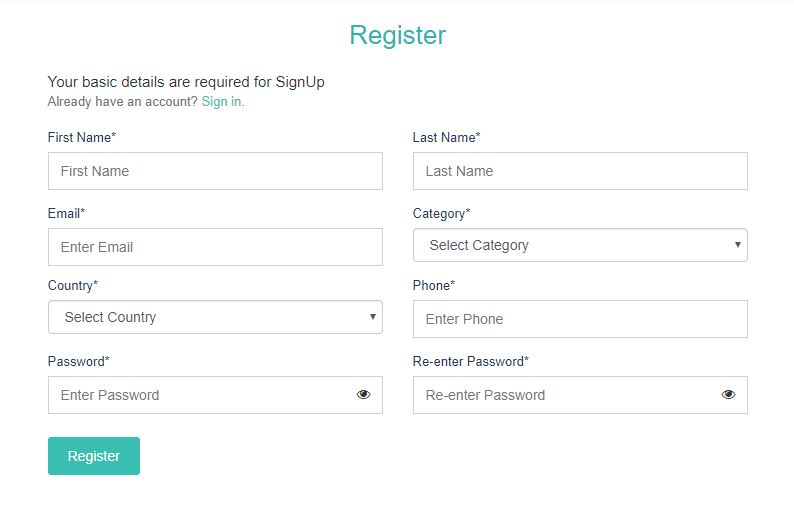 Register
Your basic details are required for SignUp
Already have an account? Sign in.
First Name*
Last Name*
First Name
Last Name
Email*
Category*
Enter Email
Select Category
Country*
Phone*
Select Country
Enter Phone
Password*
Re-enter Password*
Enter Password
Re-enter Password
Register